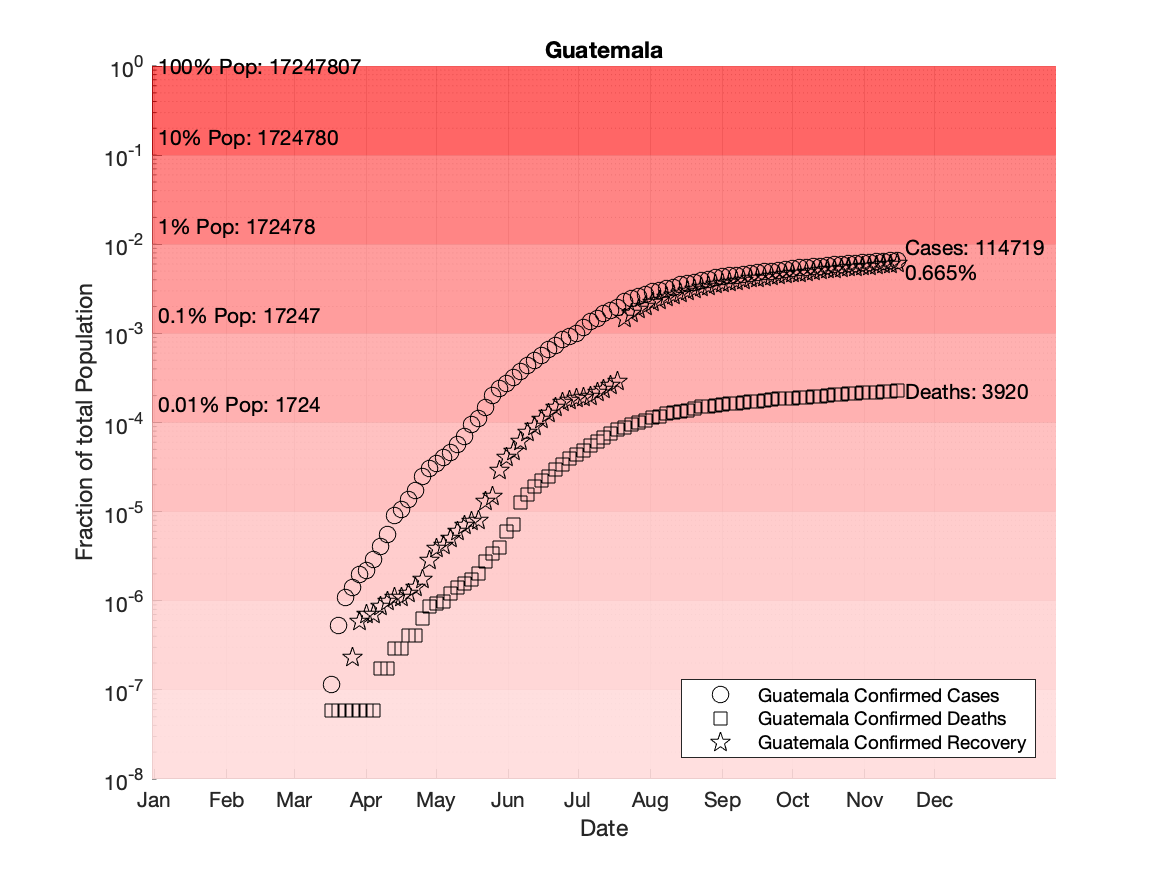 Guatemala
10^0
100% Pop: 17247807
10% Pop: 1724780
10^-1
1% Pop: 172478
10^-2
Cases: 114719
0.665%
0.1% Pop: 17247
10^-3
Deaths: 3920
0.01% Pop: 1724
10^-4
10^-5
10^-6
10^-7
10^-8
Fraction of total Population
Guatemala Confirmed Cases
Guatemala Confirmed Deaths
Guatemala Confirmed Recovery
Jan Feb Mar Apr May Jun Jul Aug Sep Oct Nov Dec
Date